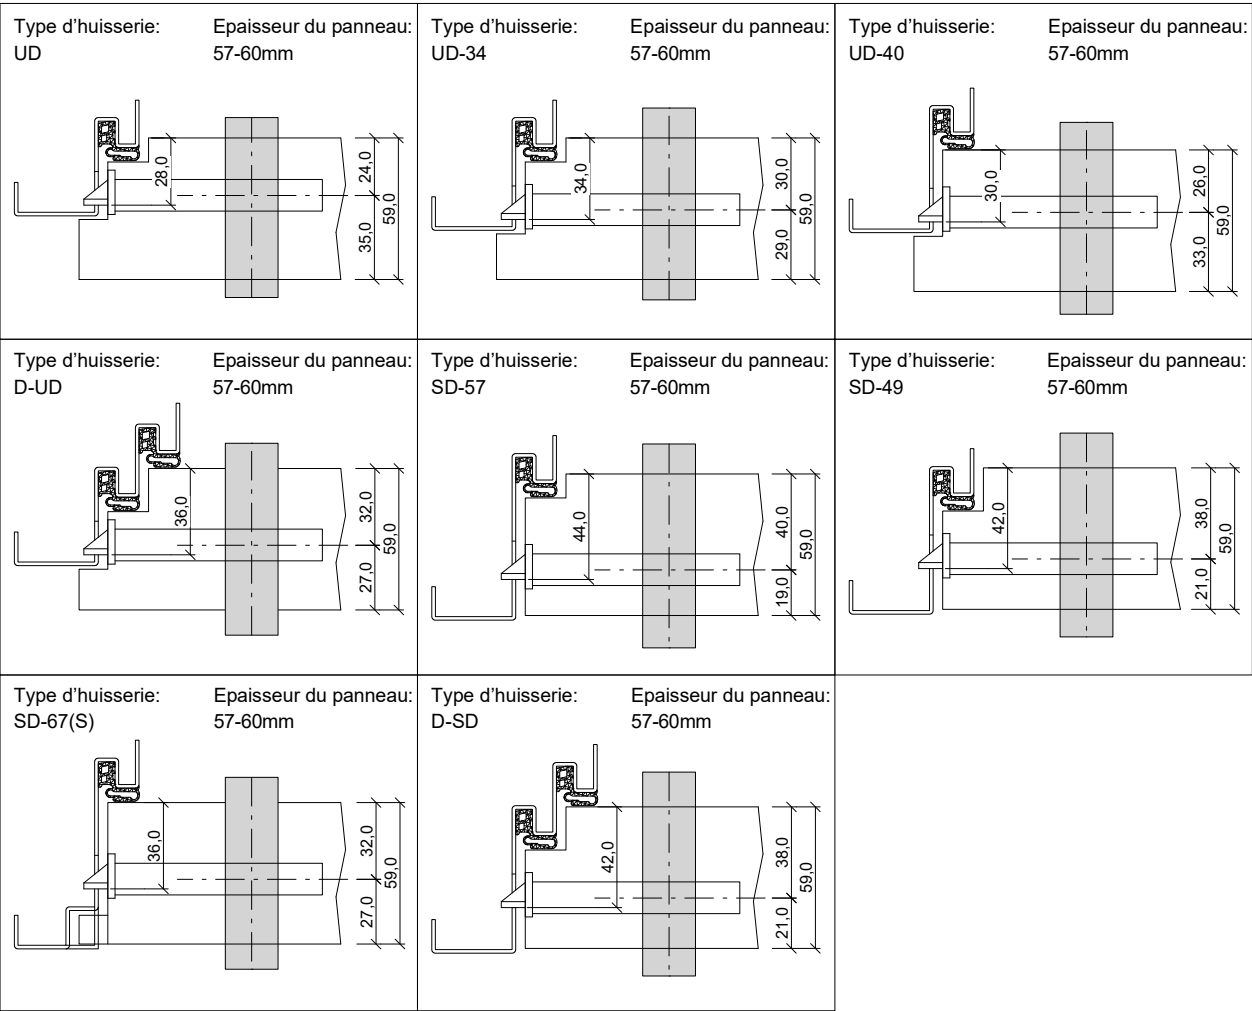 Type d'huisserie: Epaisseur du panneau:
UD 57-60mm
28,0
24,0
35,0
59,0
Type d'huisserie: Epaisseur du panneau:
UD-34 57-60mm
34,0
30,0
29,0
59,0
Type d'huisserie: Epaisseur du panneau:
UD-40 57-60mm
30,0
26,0
33,0
59,0
Type d'huisserie: Epaisseur du panneau:
D-UD 57-60mm
36,0
32,0
27,0
59,0
Type d'huisserie: Epaisseur du panneau:
SD-57 57-60mm
44,0
40,0
19,0
59,0
Type d'huisserie: Epaisseur du panneau:
SD-49 57-60mm
42,0
38,0
21,0
59,0
Type d'huisserie: Epaisseur du panneau:
SD-67(S) 57-60mm
36,0
32,0
27,0
59,0
Type d'huisserie: Epaisseur du panneau:
D-SD 57-60mm
42,0
38,0
21,0
59,0